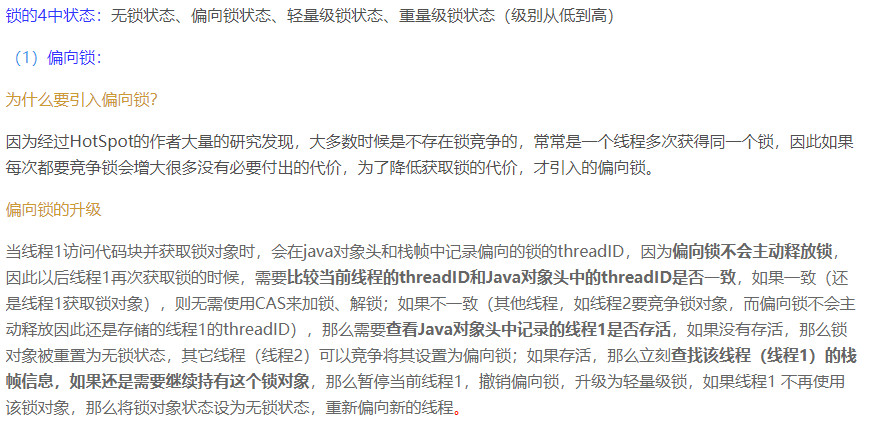 锁的4中状态：无锁状态、偏向锁状态、轻量级锁状态、重量级锁状态（级别从低到高）
（1）偏向锁：
为什么要引入偏向锁？
因为经过HotSpot的作者大量的研究发现，大多数时候是不存在锁竞争的，常常是一个线程多次获得同一个锁，因此如果
每次都要竞争锁会增大很多没有必要付出的代价，为了降低获取锁的代价，才引入的偏向锁。
偏向锁的升级
当线程1访问代码块并获取锁对象时，会在java对象头和栈帧中记录偏向的锁的threadID，因为偏向锁不会主动释放锁，
因此以后线程1再次获取锁的时候，需要比较当前线程的threadID和Java对象头中的threadID是否一致，如果一致（还
是线程1获取锁对象），则无需使用CAS来加锁、解锁；如果不一致（其他线程，如线程2要竞争锁对象，而偏向锁不会主
动释放因此还是存储的线程1的threadID），那么需要查看Java对象头中记录的线程1是否存活，如果没有存活，那么锁
对象被重置为无锁状态，其它线程（线程2）可以竞争将其设置为偏向锁；如果存活，那么立刻查找该线程（线程1）的栈
帧信息，如果还是需要继续持有这个锁对象，那么暂停当前线程1，撤销偏向锁，升级为轻量级锁，如果线程1 不再使用
该锁对象，那么将锁对象状态设为无锁状态，重新偏向新的线程。